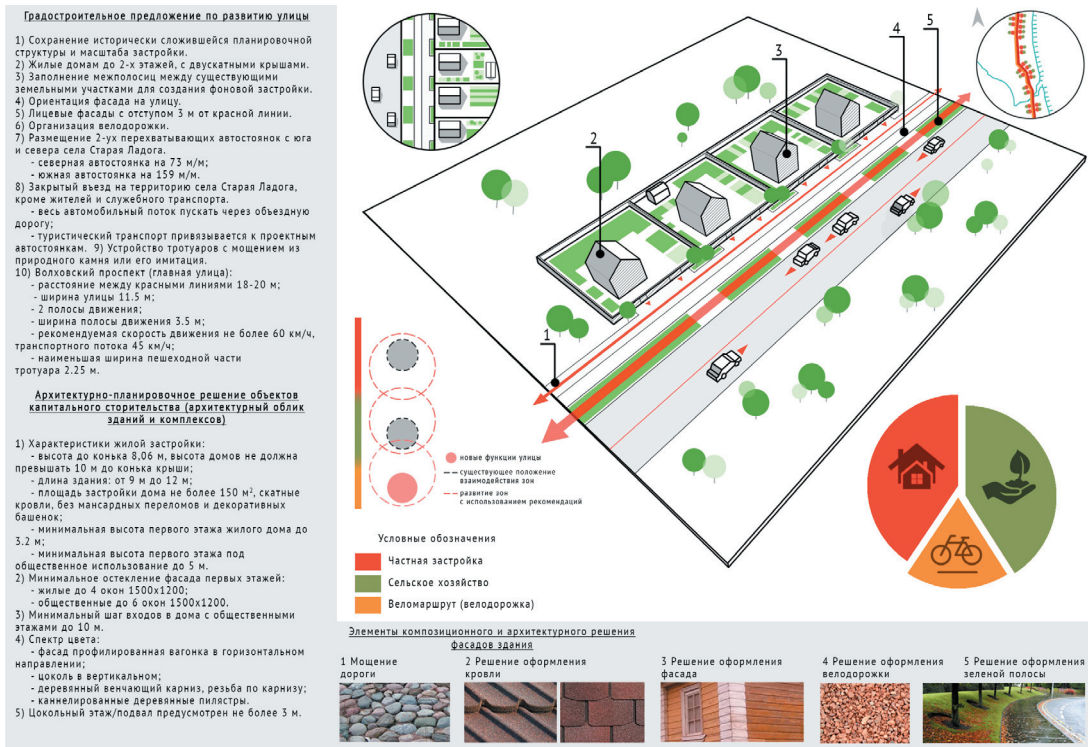 Градостроительное предложение по развитию улицы
1) Сохранение исторически сложившейся планировочной
структуры и масштаба застройки.
2) Жилые домам до 2-х этажей, с двускатными крышами.
3) Заполнение межполосиц между существующими
земельными участками для создания фоновой застройки.
4) Ориентация фасада на улицу.
5) Лицевые фасады с отступом 3 м от красной линии.
6) Организация велодорожки.
7) Размещение 2-ух перехватывающих автостоянок с юга
и севера села Старая Ладога.
- северная автостоянка на 73 м/м;
- южная автостоянка на 159 м/м.
8) Закрытый въезд на территорию села Старая Ладога,
кроме жителей и служебного транспорта.
- весь автомобильный поток пускать через объездную
дорогу;
- туристический транспорт привязывается к проектным
автостоянкам. 9) Устройство тротуаров с мощением из
природного камня или его имитация.
10) Волховский проспект (главная улица):
- расстояние между красными линиями 18-20 м;
- ширина улицы 11.5 м;
- 2 полосы движения;
- ширина полосы движения 3.5 м;
- рекомендуемая скорость движения не более 60 км/ч,
транспортного потока 45 км/ч;
- наименьшая ширина пешеходной части
тротуара 2.25 м.
Архитектурно-планировочное решение объектов
капитального сторительства (архитектурный облик
зданий и комплексов)
1) Характеристики жилой застройки:
- высота до конька 8,06 м, высота домов не должна
превышать 10 м до конька крыши;
- длина здания: от 9 м до 12 м;
- площадь застройки дома не более 150 м², скатные
кровли, без мансардных переломов и декоративных
башенок;
- минимальная высота первого этажа жилого дома до
3.2 м;
- минимальная высота первого этажа под
общественное использование до 5 м.
2) Минимальное остекление фасада первых этажей:
- жилые до 4 окон 1500х1200;
- общественные до 6 окон 1500х1200.
3) Минимальный шаг входов в дома с общественными
этажами до 10 м.
4) Спектр цвета:
- фасад профилированная вагонка в горизонтальном
направлении;
- цоколь в вертикальном;
- деревянный венчающий карниз, резьба по карнизу;
- каннелированные деревянные пилястры.
5) Цокольный этаж/подвал предусмотрен не более 3 м.
1
2
3
4
5
новые функции улицы
существующее положение
взаимодействия зон
развитие зон
с использованием рекомендаций
Условные обозначения
Частная застройка
Сельское хозяйство
Веломаршрут (велодорожка)
Элементы композиционного и архитектурного решения
фасадов здания
1 Мощение
дороги
2 Решение оформления
кровли
3 Решение оформления
фасада
4 Решение оформления
велодорожки
5 Решение оформления
зеленой полосы